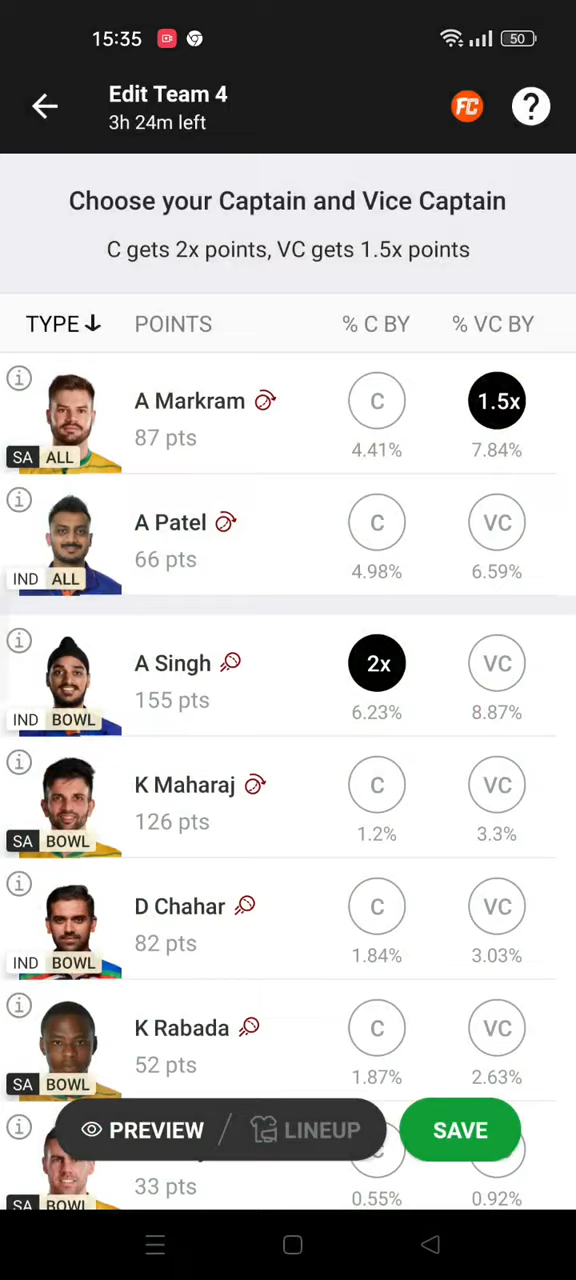 15:35
50
Edit Team 4
3h 24m left
FC
?
Choose your Captain and Vice Captain
C gets 2x points, VC gets 1.5x points
TYPE POINTS % C BY % VC BY
A Markram C 1.5x
87 pts 4.41% 7.84%
SA ALL
A Patel C VC
66 pts 4.98% 6.59%
IND ALL
A Singh 2x VC
155 pts 6.23% 8.87%
IND BOWL
K Maharaj C VC
126 pts 1.2% 3.3%
SA BOWL
D Chahar C VC
82 pts 1.84% 3.03%
IND BOWL
K Rabada C VC
52 pts 1.87% 2.63%
SA BOWL
PREVIEW / LINEUP SAVE
33 pts 0.55% 0.92%
SA BOWL